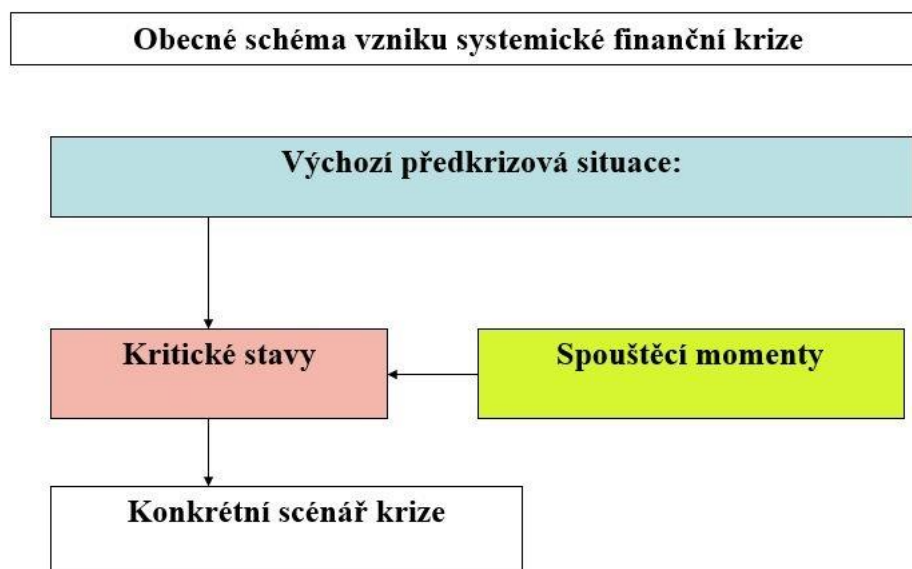 Obecné schéma vzniku systemické finanční krize
Výchozí předkrizová situace:
Kritické stavy
Spouštěcí momenty
Konkrétní scénář krize